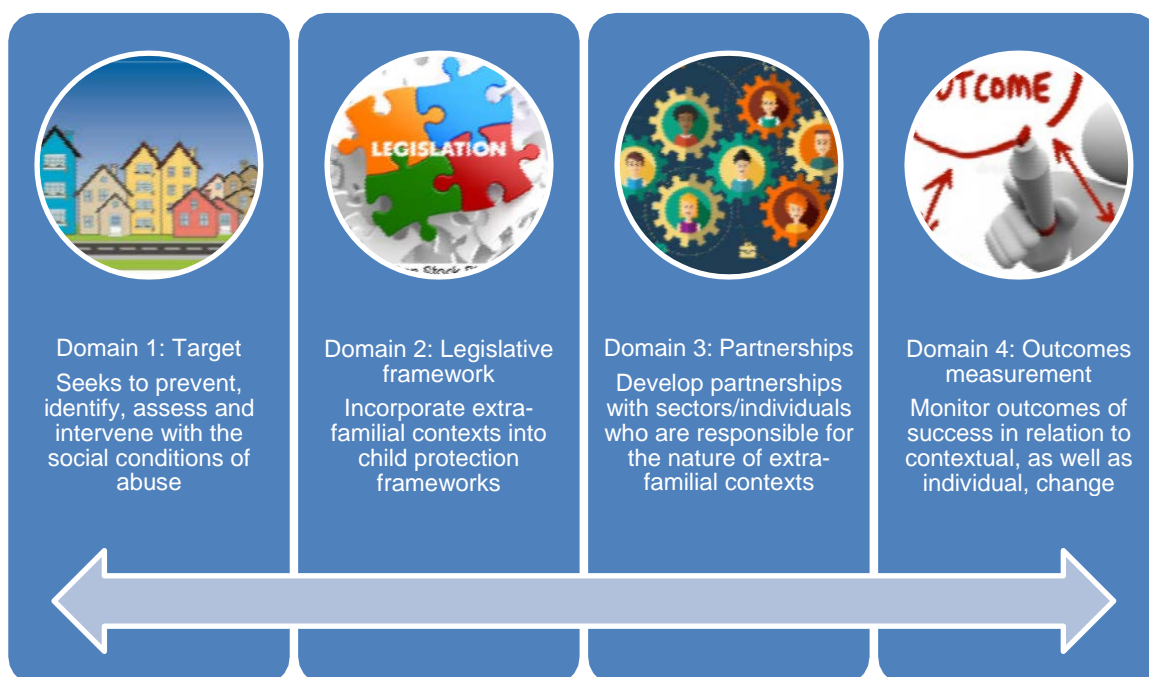 UTCOME
LEGISLATION
Domain 1: Target
Seeks to prevent,
identify, assess and
intervene with the
social conditions of
abuse
Domain 2: Legislative
framework
Incorporate extra-
familial contexts into
child protection
frameworks
Domain 3: Partnerships
Develop partnerships
with sectors/individuals
who are responsible for
the nature of extra-
familial contexts
Domain 4: Outcomes
measurement
Monitor outcomes of
success in relation to
contextual, as well as
individual, change